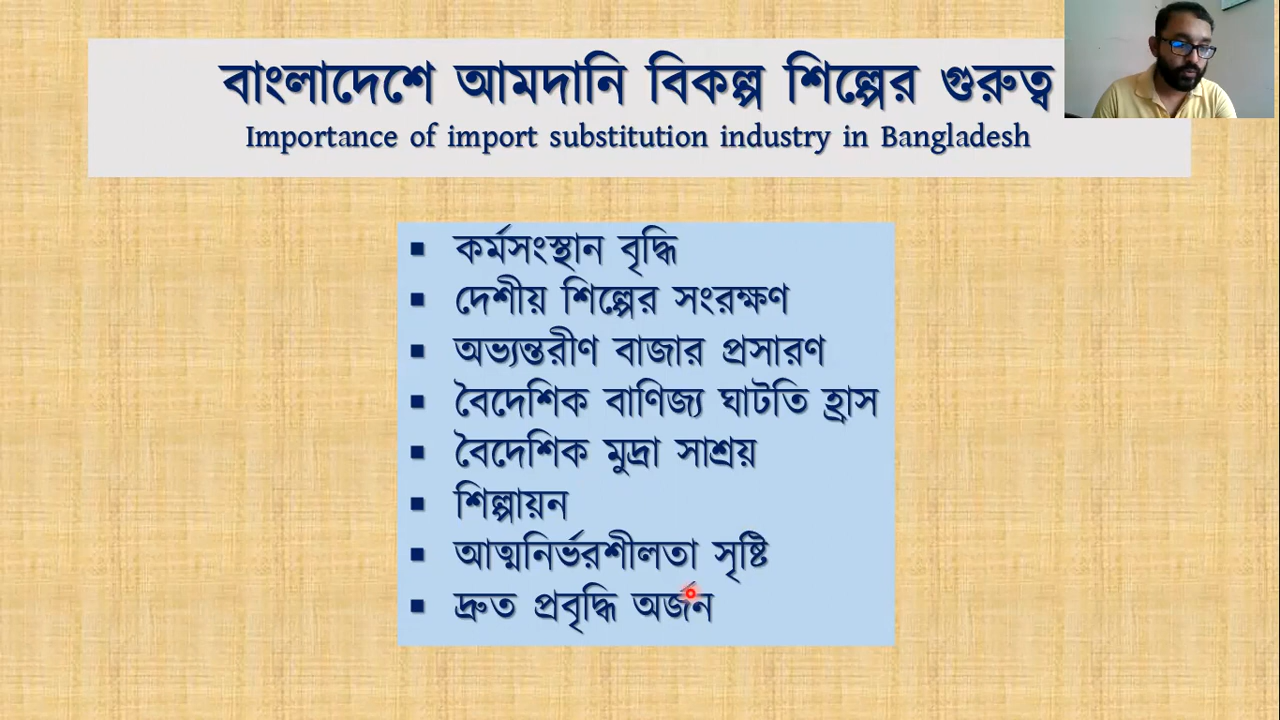 বাংলাদেশে আমদানি বিকল্প শিল্পের গুরুত্ব
Importance of import substitution industry in Bangladesh
▪ কর্মসংস্থান বৃদ্ধি
▪ দেশীয় শিল্পের সংরক্ষণ
▪ অভ্যন্তরীণ বাজার প্রসারণ
▪ বৈদেশিক বাণিজ্য ঘাটতি হ্রাস
▪ বৈদেশিক মুদ্রা সাশ্রয়
▪ শিল্পায়ন
▪ আত্মনির্ভরশীলতা সৃষ্টি
▪ দ্রুত প্রবৃদ্ধি অর্জন